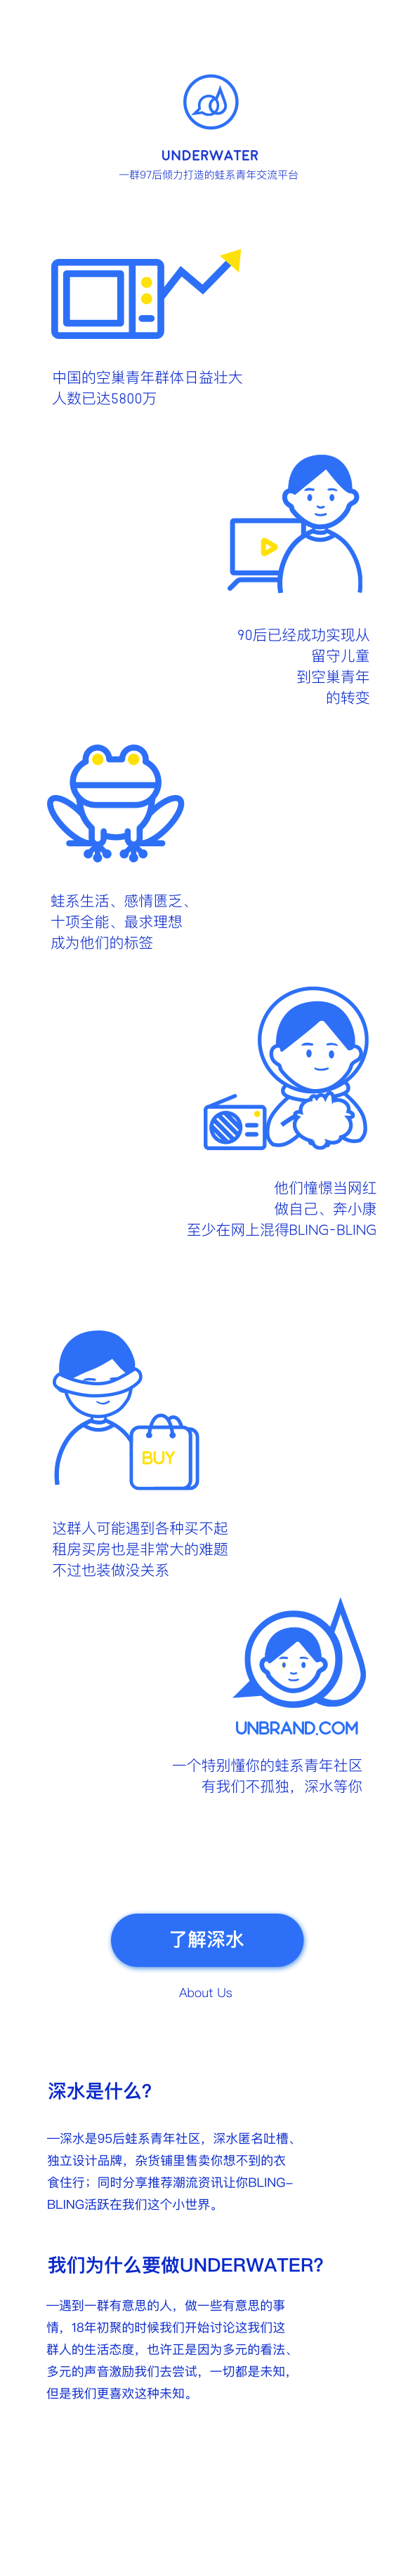 UNDERWATER
一群97后倾力打造的蛙系青年交流平台
中国的空巢青年群体日益壮大
人数已达5800万
90后已经成功实现从
留守儿童
到空巢青年
的转变
蛙系生活、感情匮乏、
十项全能、最求理想
成为他们的标签
他们憧憬当网红
做自己、奔小康
至少在网上混得BLING-BLING
BUY
这群人可能遇到各种买不起
租房买房也是非常大的难题
不过也装做没关系
UNBRAND.COM
一个特别懂你的蛙系青年社区
有我们不孤独，深水等你
了解深水
About Us
深水是什么?
—深水是95后蛙系青年社区，深水匿名吐槽、
独立设计品牌，杂货铺里售卖你想不到的衣
食住行；同时分享推荐潮流资讯让你BLING-
BLING活跃在我们这个小世界。
我们为什么要做UNDERWATER?
—遇到一群有意思的人，做一些有意思的事
情，18年初聚的时候我们开始讨论这我们这
群人的生活态度，也许正是因为多元的看法、
多元的声音激励我们去尝试，一切都是未知，
但是我们更喜欢这种未知。